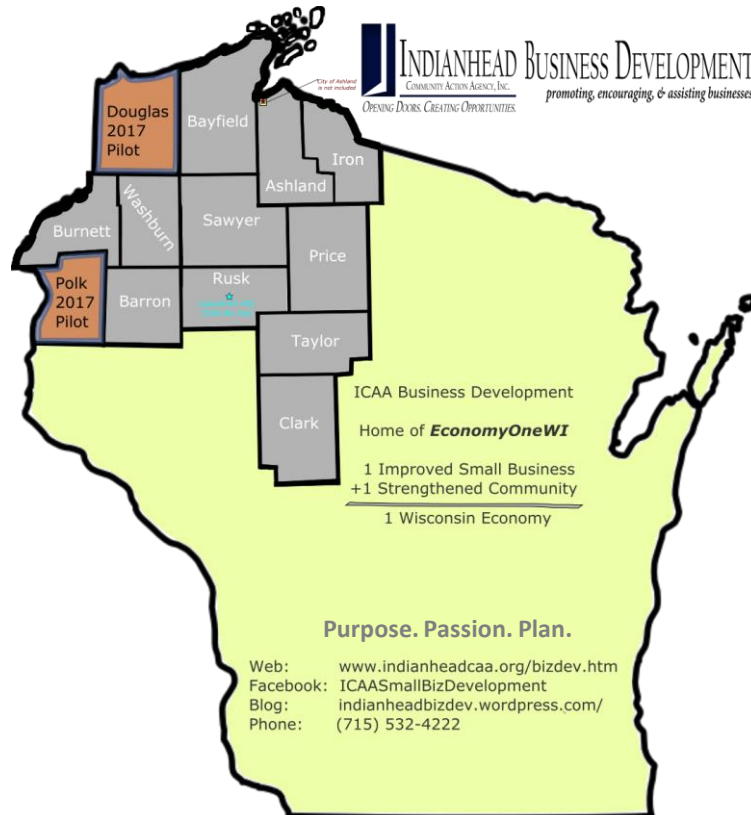 INDIANHEAD BUSINESS DEVELOPMENT
COMMUNITY ACTION AGENCY, INC.
promoting, encouraging, & assisting businesses
OPENING DOORS. CREATING OPPORTUNITIES.
City of Ashland
is not included
Douglas
2017
Pilot
Bayfield
Iron
Ashland
Washburn
Sawyer
Burnett
Price
Polk
2017
Pilot
Barron
Rusk
Taylor
Clark
ICAA Business Development
Home of EconomyOneWI
1 Improved Small Business
+1 Strengthened Community
1 Wisconsin Economy
Purpose. Passion. Plan.
Web: www.indianheadcaa.org/bizdev.htm
Facebook: ICAASmallBizDevelopment
Blog: indianheadbizdev.wordpress.com/
Phone: (715) 532-4222